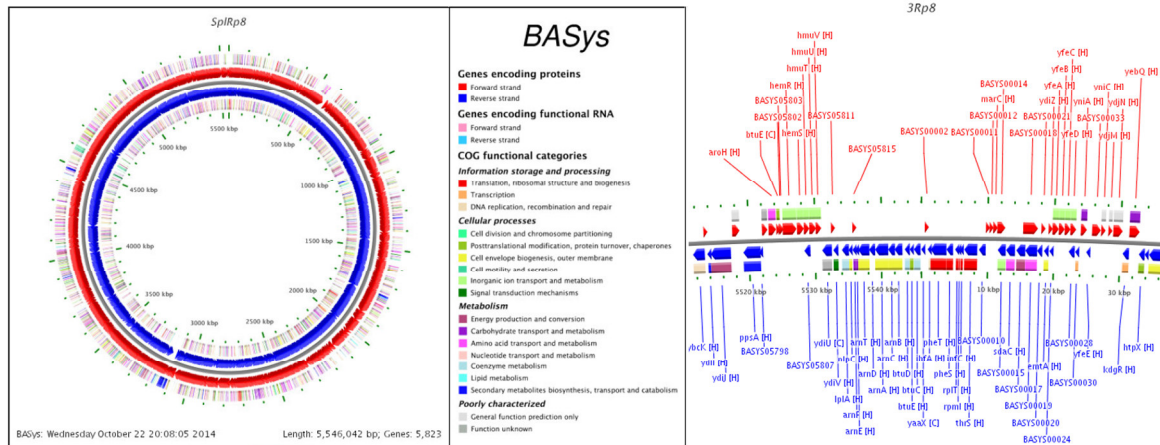 SplRp8
5500 kbp
5000 kbp
1000 kbp
4500 kbp
1500 kbp
4000 kbp
2000 kbp
3500 kbp
3000 kbp
2500 kbp
BASys: Wednesday October 22 20:08:05 2014
Length: 5,546,042 bp; Genes: 5,823
BASys
Genes encoding proteins
Forward strand
Reverse strand
Genes encoding functional RNA
Forward strand
Reverse strand
COG functional categories
Information storage and processing
Translation, ribosomal structure and biogenesis
Transcription
DNA replication, recombination and repair
Cellular processes
Cell division and chromosome partitioning
Posttranslational modification, protein turnover, chaperones
Cell envelope biogenesis, outer membrane
Cell motility and secretion
Inorganic ion transport and metabolism
Signal transduction mechanisms
Metabolism
Energy production and conversion
Carbohydrate transport and metabolism
Amino acid transport and metabolism
Nucleotide transport and metabolism
Coenzyme metabolism
Lipid metabolism
Secondary metabolites biosynthesis, transport and catabolism
Poorly characterized
General function prediction only
Function unknown
3Rp8
aroH [H]
btuE [C]
BASYS05802
BASYS05803
hemR [H]
hemS [H]
hmuT [H]
hmuU [H]
hmuV [H]
BASYS05811
BASYS05815
BASYS00002
BASYS00011
BASYS00012
marC [H]
BASYS00014
BASYS00018
ydiZ [H]
BASYS00021
yfeA [H]
yfeB [H]
yfeC [H]
yfeD [H]
yniA [H]
BASYS00033
yniC [H]
ydjM [H]
ydjN [H]
yebQ [H]
5520 kbp
5530 kbp
5540 kbp
10 kbp
20 kbp
30 kbp
ybcK [H]
ydiJ [H]
ppsA [H]
BASYS05798
BASYS05807
ydiU [C]
ydiV [H]
nlpC [H]
lplA [H]
arnF [H]
arnE [H]
arnT [H]
arnD [H]
arnA [H]
arnC [H]
arnB [H]
btuD [H]
btuE [H]
btuC [H]
yaaX [C]
ihfA [H]
pheT [H]
pheS [H]
rplT [H]
rpmI [H]
infC [H]
thrS [H]
BASYS00010
BASYS00015
sdaC [H]
BASYS00017
BASYS00019
emtA [H]
BASYS00020
BASYS00024
BASYS00028
yfeE [H]
BASYS00030
kdgR [H]
htpX [H]